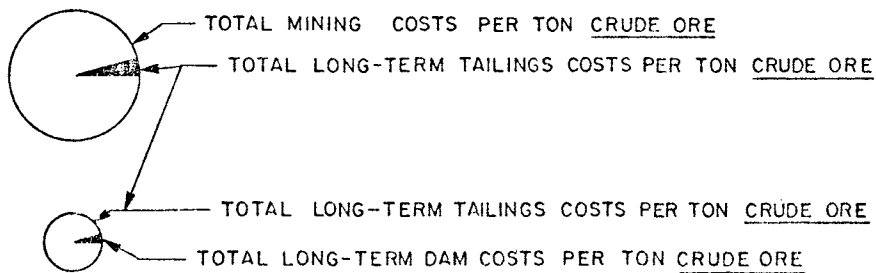 TOTAL MINING COSTS PER TON CRUDE ORE
TOTAL LONG-TERM TAILINGS COSTS PER TON CRUDE ORE
TOTAL LONG-TERM TAILINGS COSTS PER TON CRUDE ORE
TOTAL LONG-TERM DAM COSTS PER TON CRUDE ORE